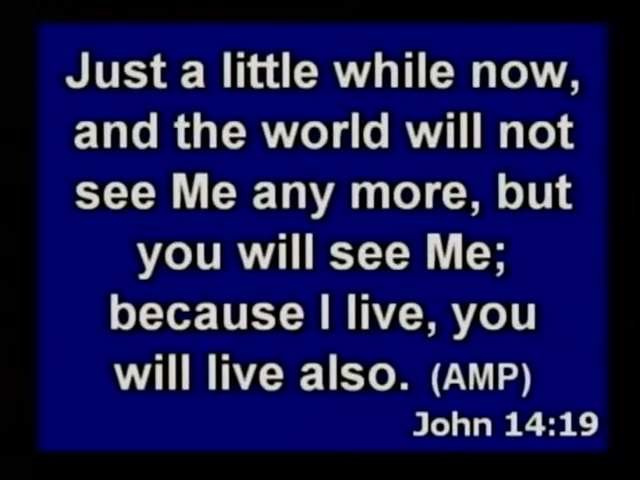 Just a little while now,
and the world will not
see Me any more, but
you will see Me;
because I live, you
will live also. (AMP)
John 14:19